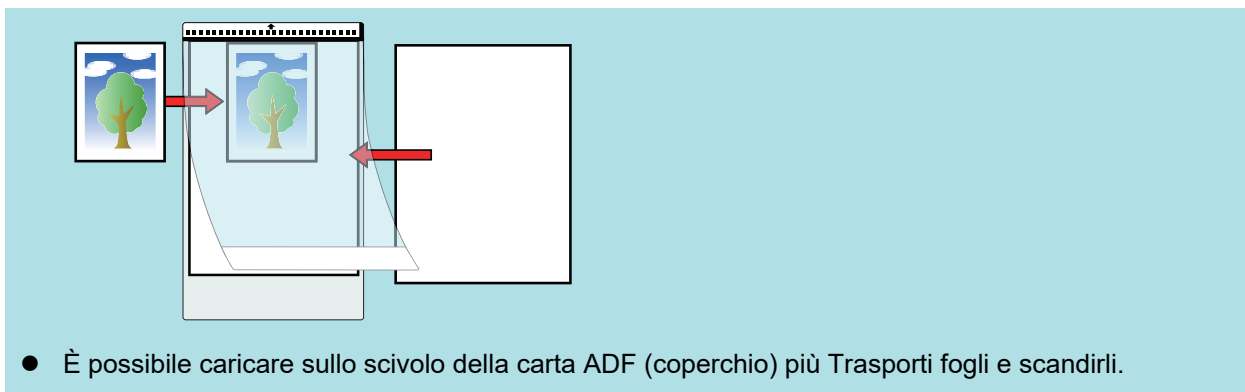 ● È possibile caricare sullo scivolo della carta ADF (coperchio) più Trasporti fogli e scandirli.